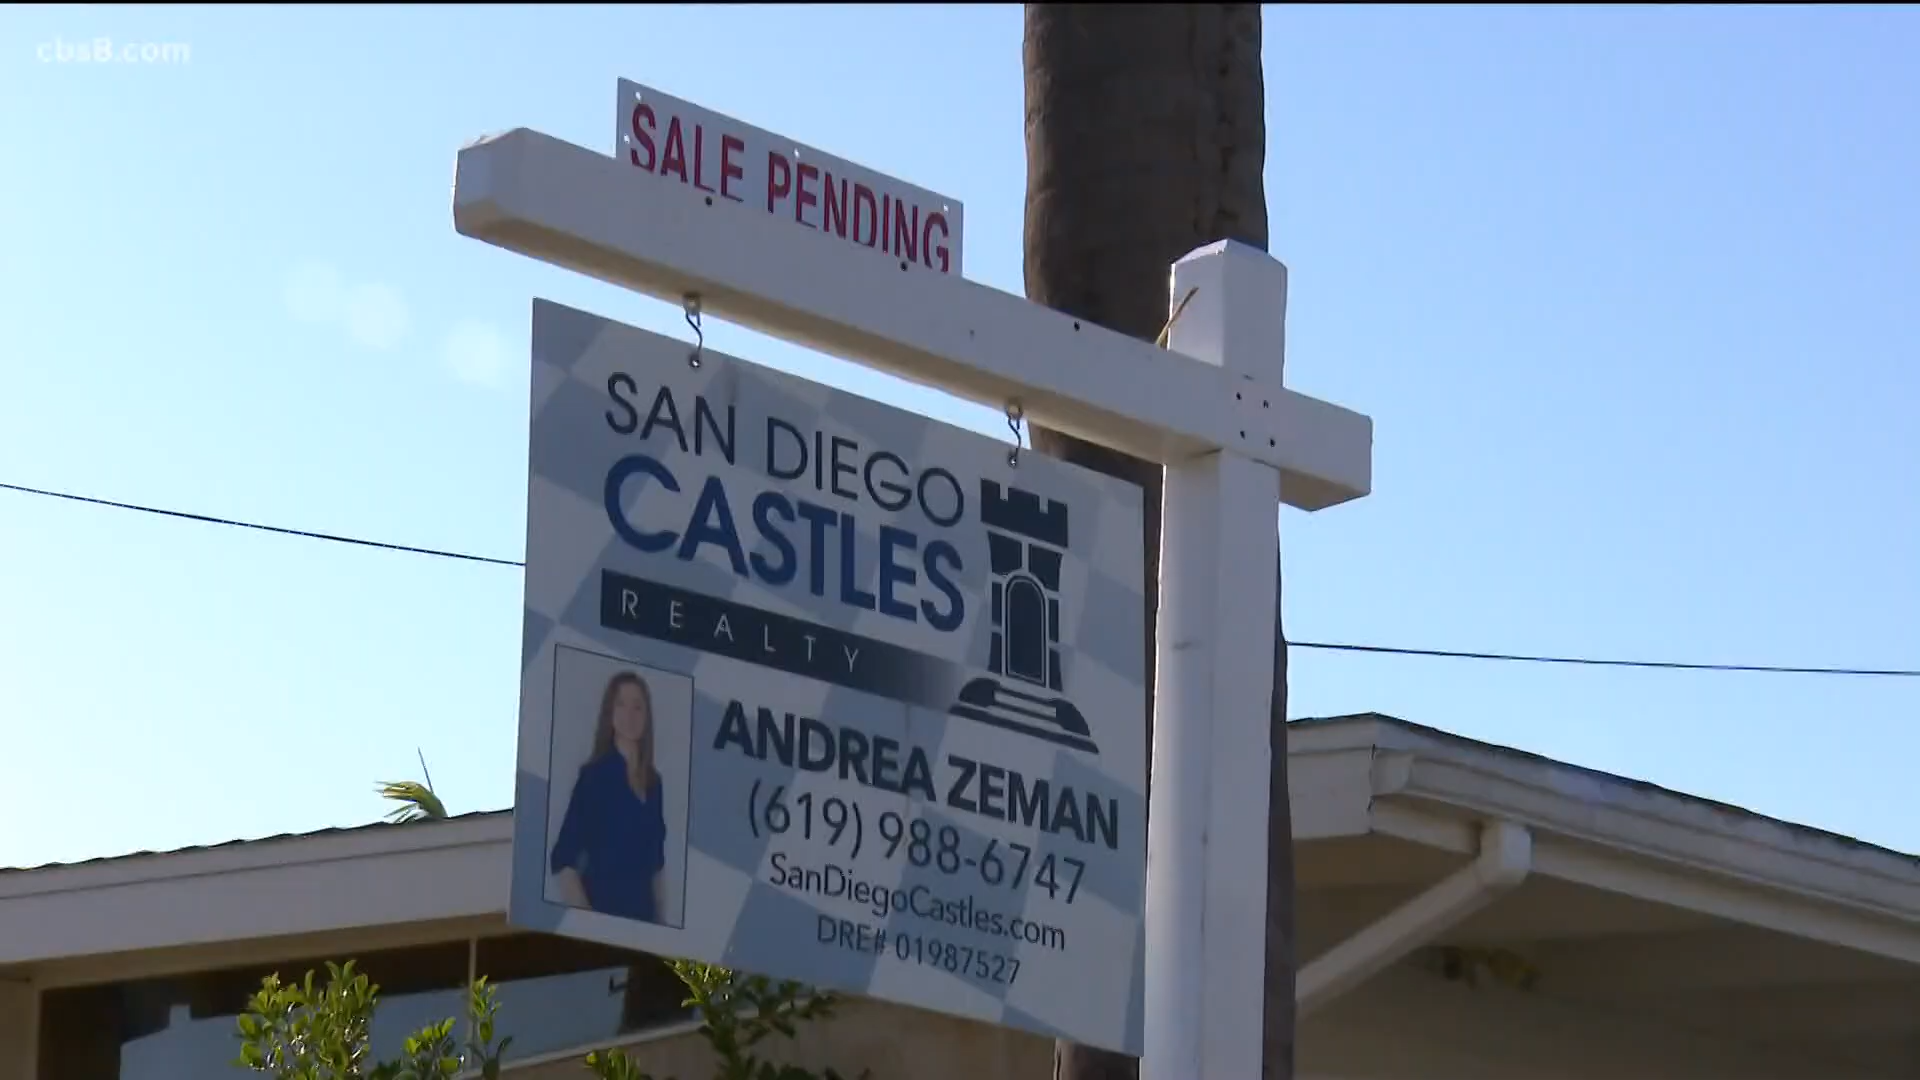 cbs8.com
SALE PENDING
SAN DIEGO
CASTLES
REALTY
ANDREA ZEMAN
(619) 988-6747
SanDiegoCastles.com
DRE# 01987527